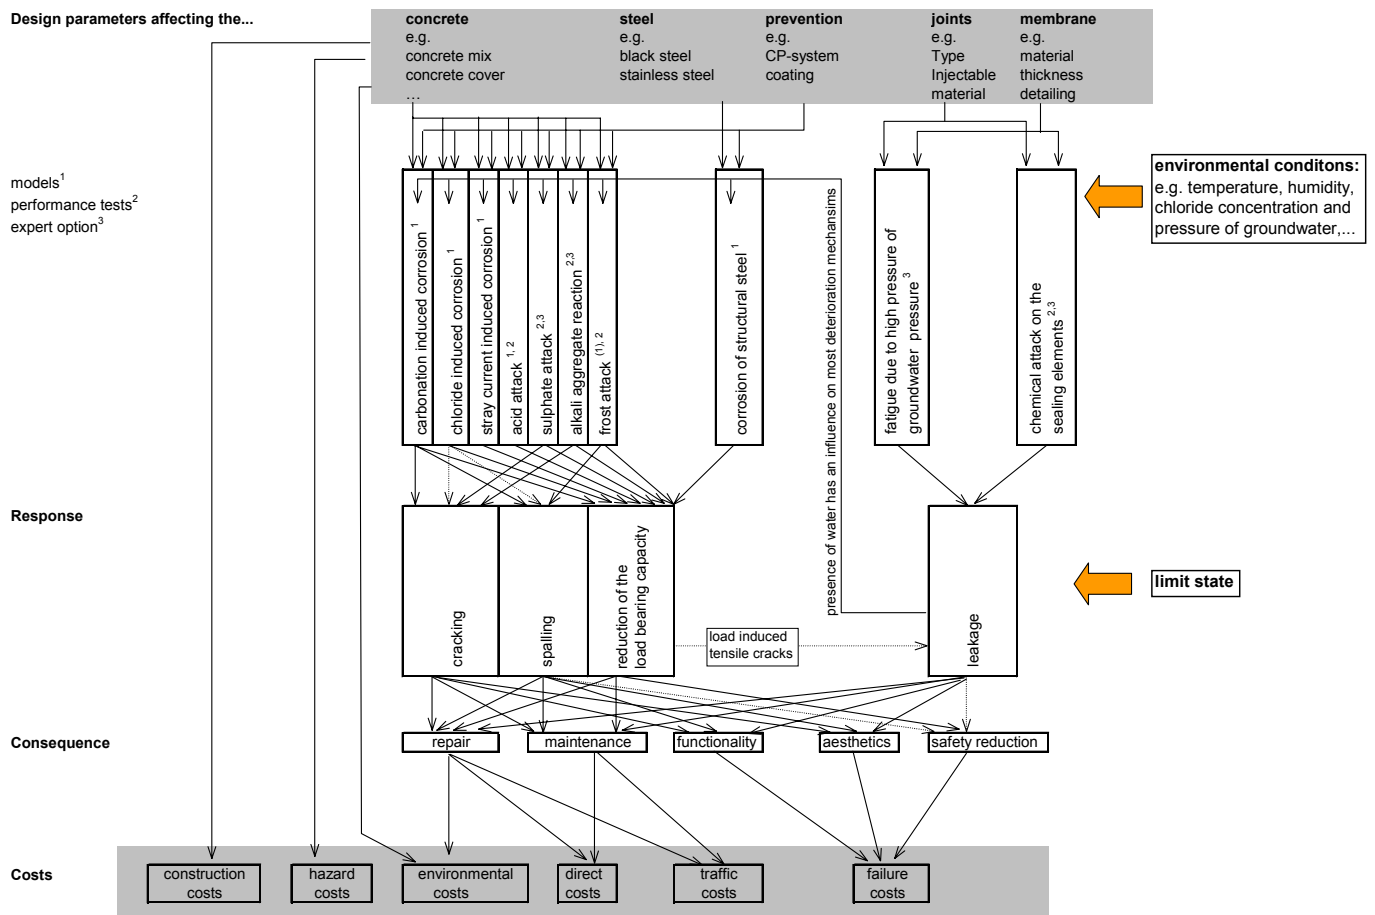 Design parameters affecting the...
concrete
e.g.
concrete mix
concrete cover
...
steel
e.g.
black steel
stainless steel
prevention
e.g.
CP-system
coating
joints
e.g.
Type
Injectable
material
membrane
e.g.
material
thickness
detailing
models1
performance tests2
expert option3
environmental conditons:
e.g. temperature, humidity,
chloride concentration and
pressure of groundwater,...
carbonation induced corrosion 1
chloride induced corrosion 1
stray current induced corrosion 1
acid attack 1, 2
sulphate attack 2,3
alkali aggregate reaction 2,3
frost attack (1), 2
corrosion of structural steel 1
presence of water has an influence on most deterioration mechansims
fatigue due to high pressure of
groundwater pressure 3
chemical attack on the
sealing elements 2,3
Response
cracking
spalling
reduction of the
load bearing capacity
load induced
tensile cracks
leakage
limit state
Consequence
repair
maintenance
functionality
aesthetics
safety reduction
Costs
construction
costs
hazard
costs
environmental
costs
direct
costs
traffic
costs
failure
costs